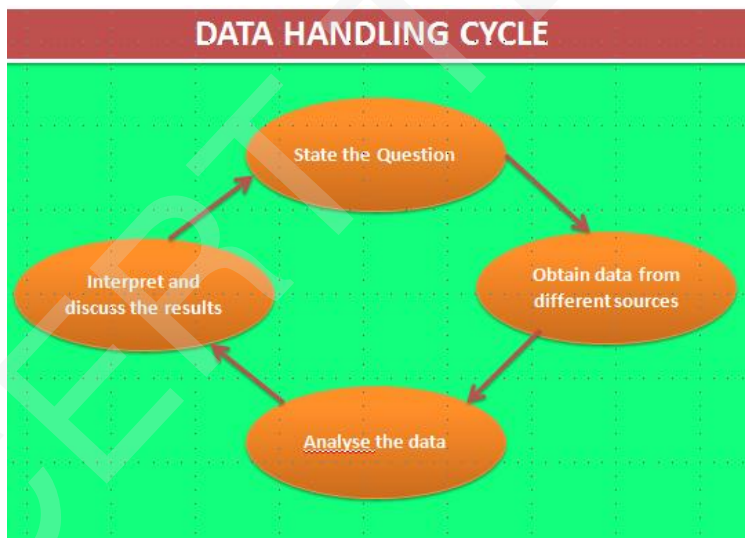 DATA HANDLING CYCLE
State the Question
Obtain data from
different sources
Analyse the data
Interpret and
discuss the results